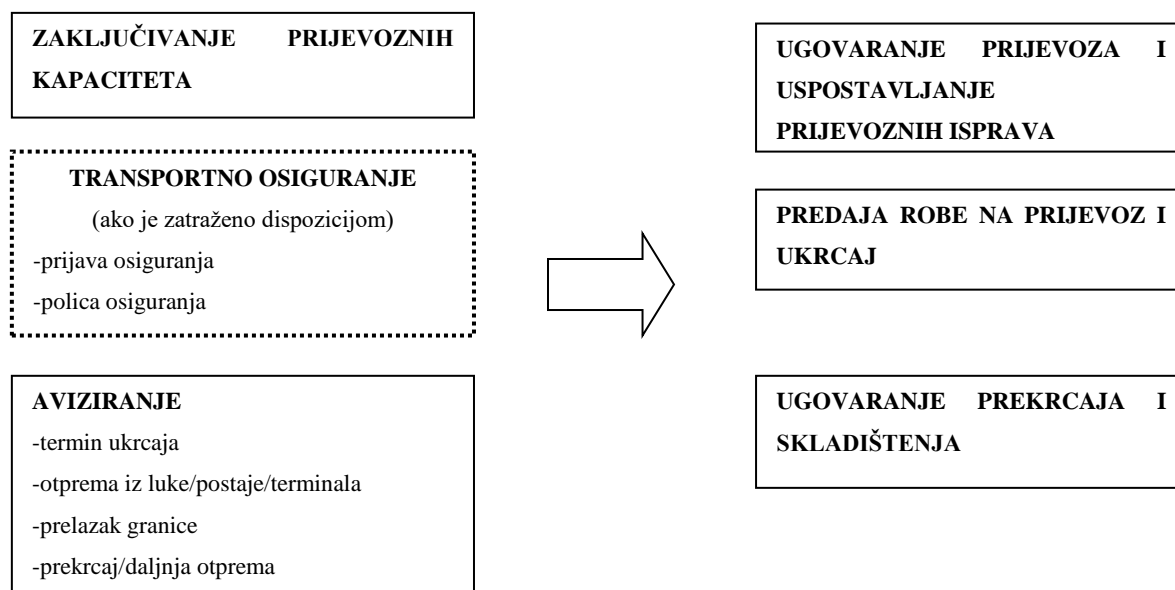 ZAKLJUČIVANJE PRIJEVOZNIH
KAPACITETA
TRANSPORTNO OSIGURANJE
(ako je zatraženo dispozicijom)
-prijava osiguranja
-polica osiguranja
AVIZIRANJE
-termin ukrcaja
-otprema iz luke/postaje/terminala
-prelazak granice
-prekrcaj/daljnja otprema
UGOVARANJE PRIJEVOZA I
USPOSTAVLJANJE
PRIJEVOZNIH ISPRAVA
PREDAJA ROBE NA PRIJEVOZ I
UKRCAJ
UGOVARANJE PREKRCAJA I
SKLADIŠTENJA